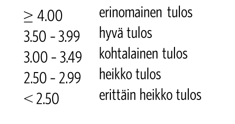 ≥ 4.00 erinomainen tulos
3.50 - 3.99 hyvä tulos
3.00 - 3.49 kohtalainen tulos
2.50 - 2.99 heikko tulos
< 2.50 erittäin heikko tulos